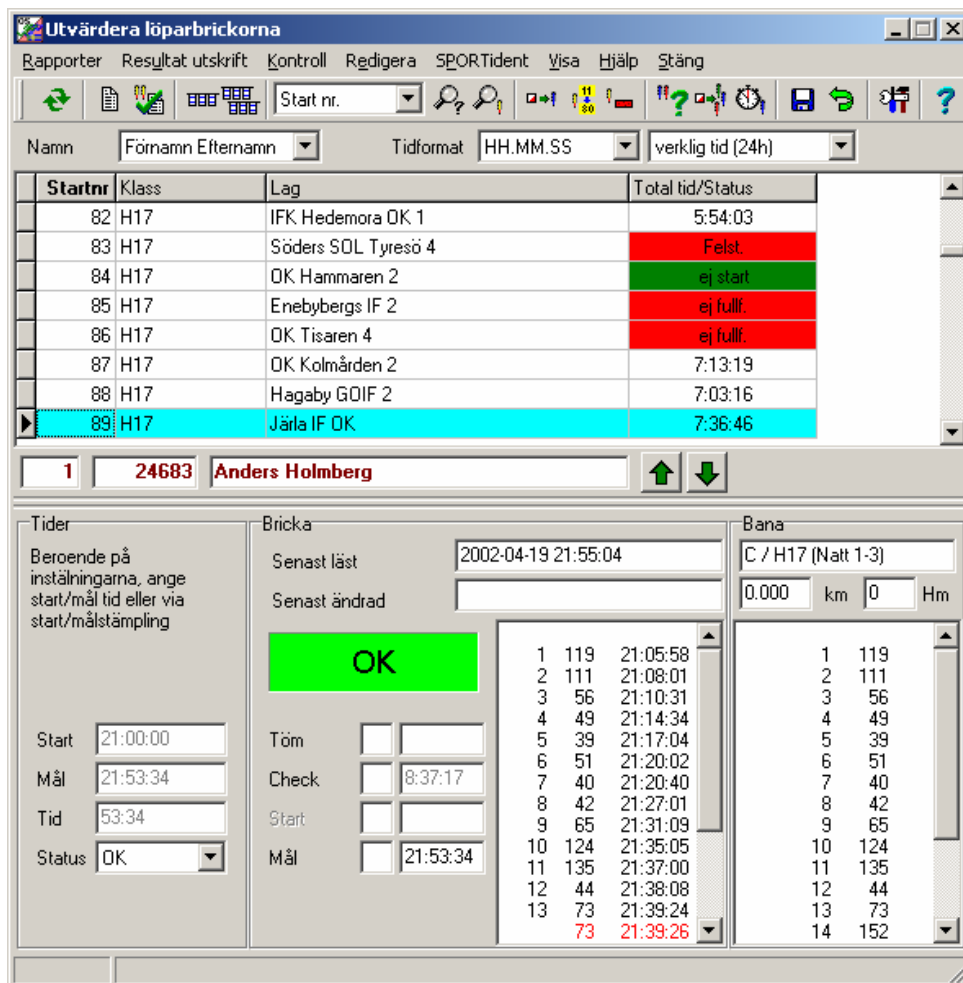 Utvärdera löparbrickorna
Rapporter Resultat utskrift Kontroll Redigera SPORTident Visa Hjälp Stäng
Start nr.
Namn Förnamn Efternamn Tidformat HH.MM.SS verklig tid (24h)
Startnr Klass Lag Total tid/Status
82 H17 IFK Hedemora OK 1 5:54:03
83 H17 Söders SOL Tyresö 4 Felst.
84 H17 OK Hammaren 2 ej start
85 H17 Enebybergs IF 2 ej fullf.
86 H17 OK Tisaren 4 ej fullf.
87 H17 OK Kolmården 2 7:13:19
88 H17 Hagaby GOIF 2 7:03:16
89 H17 Järla IF OK 7:36:46
1 24683 Anders Holmberg
Tider
Beroende på
instälningarna, ange
start/mål tid eller via
start/målstämpling
Start 21:00:00
Mål 21:53:34
Tid 53:34
Status OK
Bricka
Senast läst 2002-04-19 21:55:04
Senast ändrad
OK
Töm
Check 8:37:17
Start
Mål 21:53:34
1 119 21:05:58
2 111 21:08:01
3 56 21:10:31
4 49 21:14:34
5 39 21:17:04
6 51 21:20:02
7 40 21:20:40
8 42 21:27:01
9 65 21:31:09
10 124 21:35:05
11 135 21:37:00
12 44 21:38:08
13 73 21:39:24
73 21:39:26
Bana
C / H17 (Natt 1-3)
0.000 km 0 Hm
1 119
2 111
3 56
4 49
5 39
6 51
7 40
8 42
9 65
10 124
11 135
12 44
13 73
14 152